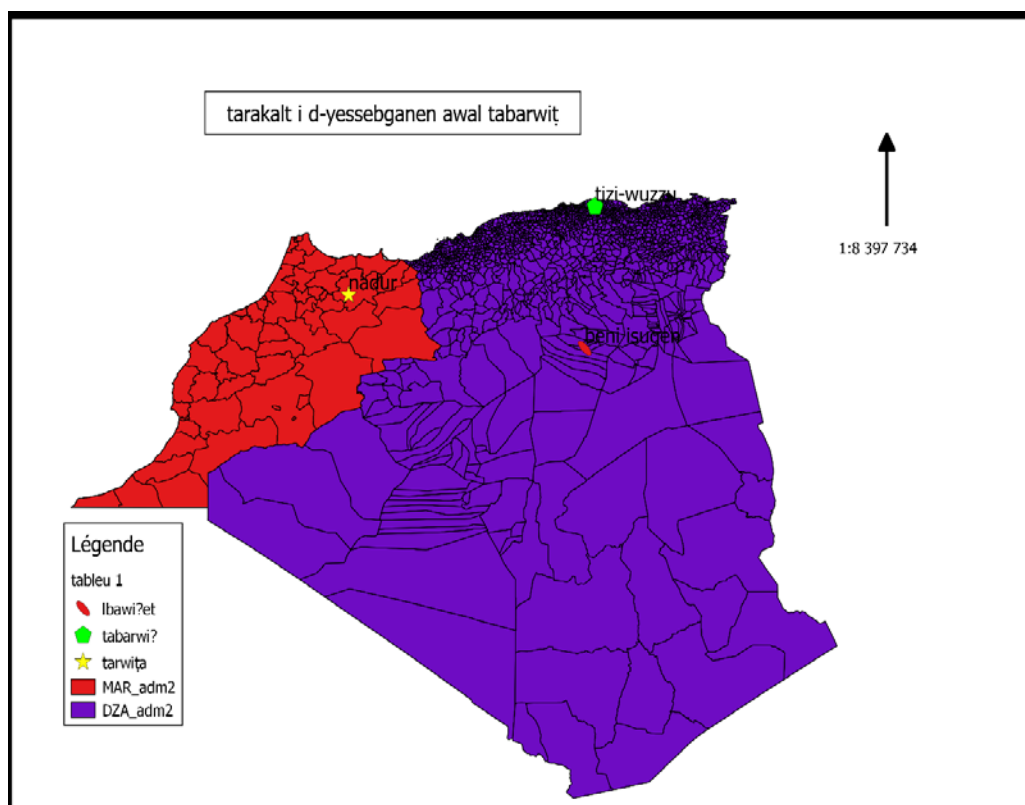 tarakalt i d-yessebganen awal tabarwiṭ
tizi-wuzzu
1:8 397 734
nadur
beni isugen
Légende
tableu 1
lbawi?et
tabarwi?
tarwiṭa
MAR_adm2
DZA_adm2